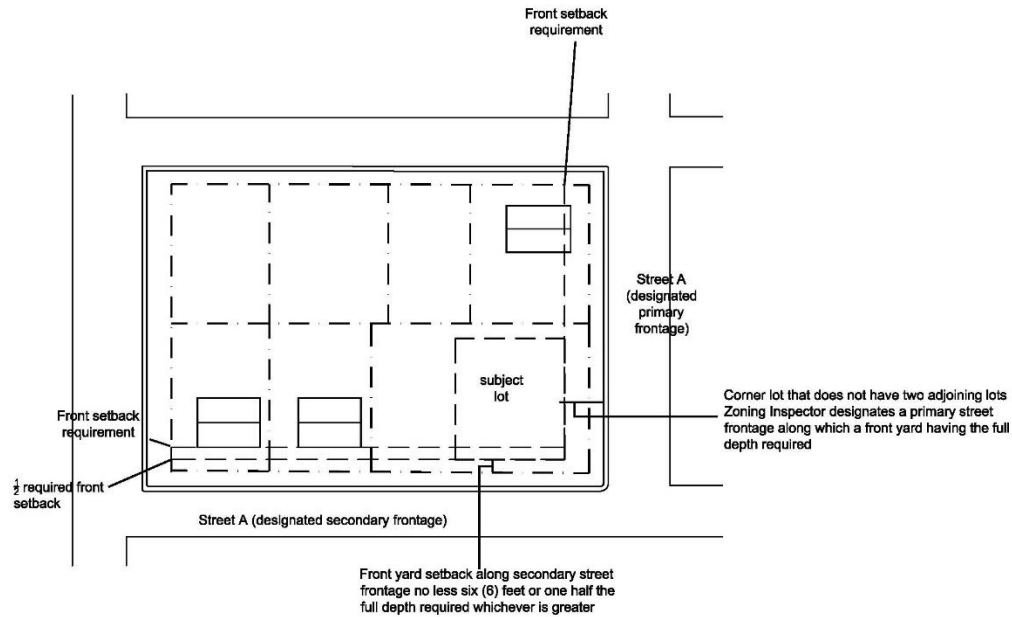 Front setback
requirement
Street A
(designated
primary
frontage)
subject
lot
Corner lot that does not have two adjoining lots
Zoning Inspector designates a primary street
frontage along which a front yard having the full
depth required
Front setback
requirement
½ required front
setback
Street A (designated secondary frontage)
Front yard setback along secondary street
frontage no less six (6) feet or one half the
full depth required whichever is greater